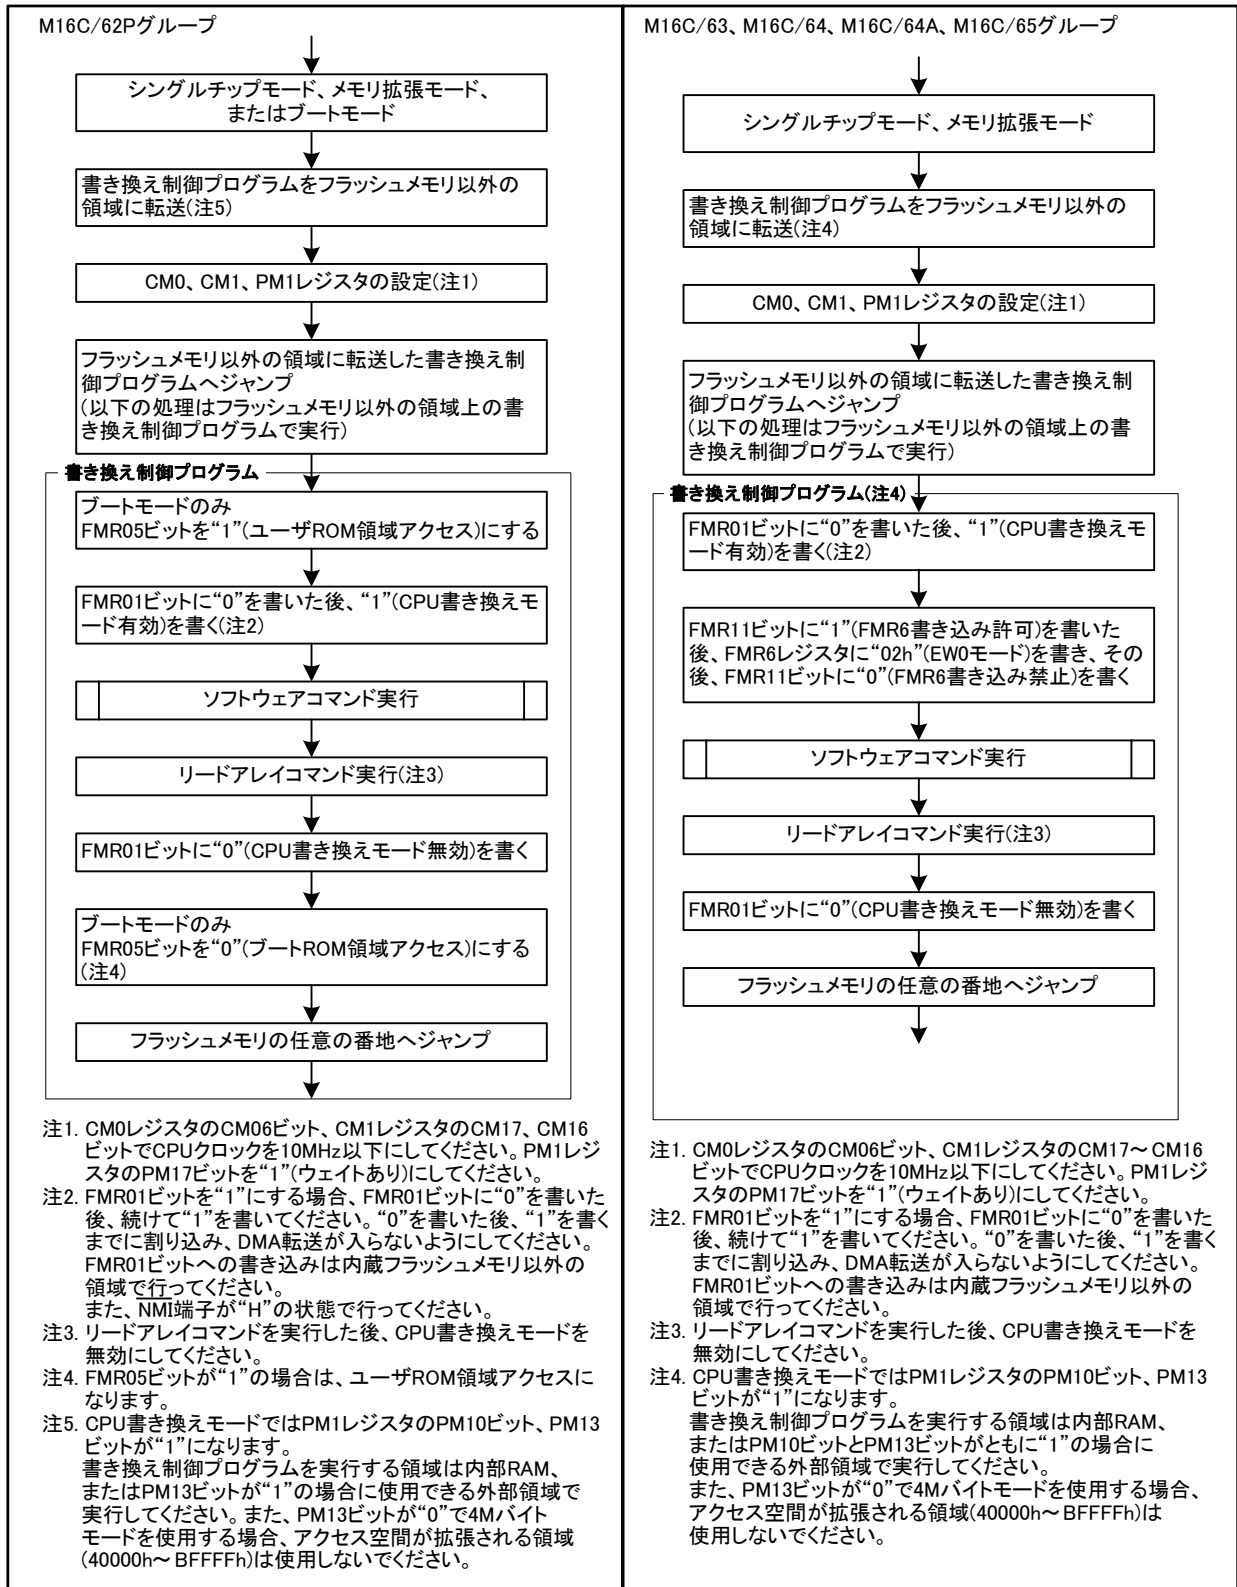 M16C/62Pグループ
シングルチップモード、メモリ拡張モード、
またはブートモード
書き換え制御プログラムをフラッシュメモリ以外の
領域に転送(注5)
CM0、CM1、PM1レジスタの設定(注1)
フラッシュメモリ以外の領域に転送した書き換え制
御プログラムへジャンプ
(以下の処理はフラッシュメモリ以外の領域上の書
き換え制御プログラムで実行)
書き換え制御プログラム
ブートモードのみ
FMR05ビットを“1”(ユーザROM領域アクセス)にする
FMR01ビットに“0”を書いた後、“1”(CPU書き換えモ
ード有効)を書く(注2)
ソフトウェアコマンド実行
リードアレイコマンド実行(注3)
FMR01ビットに“0”(CPU書き換えモード無効)を書く
ブートモードのみ
FMR05ビットを“0”(ブートROM領域アクセス)にする
(注4)
フラッシュメモリの任意の番地へジャンプ
注1. CM0レジスタのCM06ビット、CM1レジスタのCM17、CM16
ビットでCPUクロックを10MHz以下にしてください。PM1レジ
スタのPM17ビットを“1”(ウェイトあり)にしてください。
注2. FMR01ビットを“1”にする場合、FMR01ビットに“0”を書いた
後、続けて“1”を書いてください。“0”を書いた後、“1”を書く
までに割り込み、DMA転送が入らないようにしてください。
FMR01ビットへの書き込みは内蔵フラッシュメモリ以外の
領域で行ってください。
また、NMI端子が“H”の状態で行ってください。
注3. リードアレイコマンドを実行した後、CPU書き換えモードを
無効にしてください。
注4. FMR05ビットが“1”の場合は、ユーザROM領域アクセスに
なります。
注5. CPU書き換えモードではPM1レジスタのPM10ビット、PM13
ビットが“1”になります。
書き換え制御プログラムを実行する領域は内部RAM、
またはPM13ビットが“1”の場合に使用できる外部領域で
実行してください。また、PM13ビットが“0”で4Mバイト
モードを使用する場合、アクセス空間が拡張される領域
(40000h～BFFFFh)は使用しないでください。
M16C/63、M16C/64、M16C/64A、M16C/65グループ
シングルチップモード、メモリ拡張モード
書き換え制御プログラムをフラッシュメモリ以外の
領域に転送(注4)
CM0、CM1、PM1レジスタの設定(注1)
フラッシュメモリ以外の領域に転送した書き換え制
御プログラムへジャンプ
(以下の処理はフラッシュメモリ以外の領域上の書
き換え制御プログラムで実行)
書き換え制御プログラム(注4)
FMR01ビットに“0”を書いた後、“1”(CPU書き換えモ
ード有効)を書く(注2)
FMR11ビットに“1”(FMR6書き込み許可)を書いた
後、FMR6レジスタに“02h”(EW0モード)を書き、その
後、FMR11ビットに“0”(FMR6書き込み禁止)を書く
ソフトウェアコマンド実行
リードアレイコマンド実行(注3)
FMR01ビットに“0”(CPU書き換えモード無効)を書く
フラッシュメモリの任意の番地へジャンプ
注1. CM0レジスタのCM06ビット、CM1レジスタのCM17～CM16
ビットでCPUクロックを10MHz以下にしてください。PM1レジ
スタのPM17ビットを“1”(ウェイトあり)にしてください。
注2. FMR01ビットを“1”にする場合、FMR01ビットに“0”を書いた
後、続けて“1”を書いてください。“0”を書いた後、“1”を書く
までに割り込み、DMA転送が入らないようにしてください。
FMR01ビットへの書き込みは内蔵フラッシュメモリ以外の
領域で行ってください。
注3. リードアレイコマンドを実行した後、CPU書き換えモードを
無効にしてください。
注4. CPU書き換えモードではPM1レジスタのPM10ビット、PM13
ビットが“1”になります。
書き換え制御プログラムを実行する領域は内部RAM、
またはPM10ビットとPM13ビットがともに“1”の場合に
使用できる外部領域で実行してください。
また、PM13ビットが“0”で4Mバイトモードを使用する場合、
アクセス空間が拡張される領域(40000h～BFFFFh)は
使用しないでください。